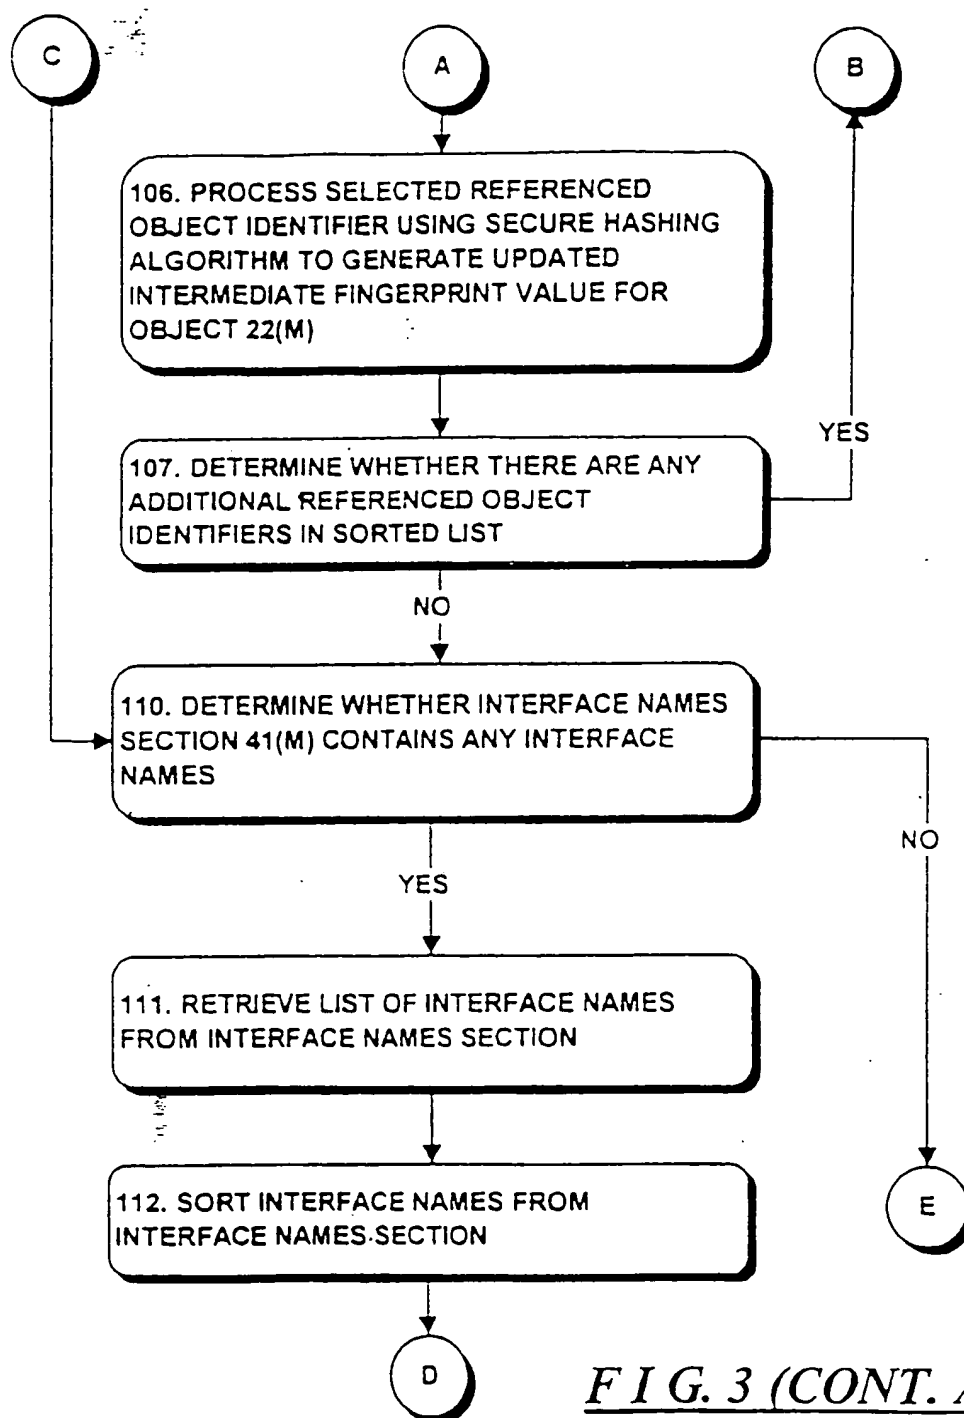 C
A
B
106. PROCESS SELECTED REFERENCED
OBJECT IDENTIFIER USING SECURE HASHING
ALGORITHM TO GENERATE UPDATED
INTERMEDIATE FINGERPRINT VALUE FOR
OBJECT 22(M)
YES
107. DETERMINE WHETHER THERE ARE ANY
ADDITIONAL REFERENCED OBJECT
IDENTIFIERS IN SORTED LIST
NO
110. DETERMINE WHETHER INTERFACE NAMES
SECTION 41(M) CONTAINS ANY INTERFACE
NAMES
NO
YES
111. RETRIEVE LIST OF INTERFACE NAMES
FROM INTERFACE NAMES SECTION
112. SORT INTERFACE NAMES FROM
INTERFACE NAMES SECTION
E
D
F I G. 3 (CONT.